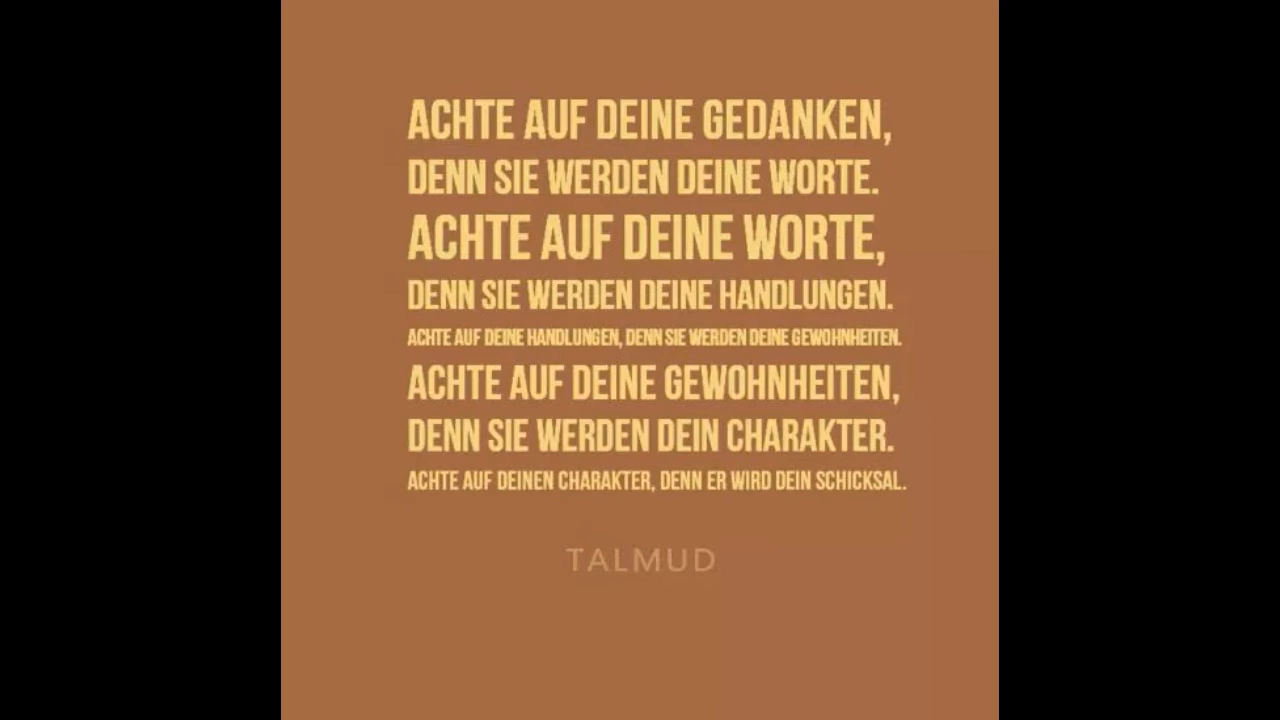 ACHTE AUF DEINE GEDANKEN,
DENN SIE WERDEN DEINE WORTE.
ACHTE AUF DEINE WORTE,
DENN SIE WERDEN DEINE HANDLUNGEN.
ACHTE AUF DEINE HANDLUNGEN, DENN SIE WERDEN DEINE GEWOHNHEITEN.
ACHTE AUF DEINE GEWOHNHEITEN,
DENN SIE WERDEN DEIN CHARAKTER.
ACHTE AUF DEINEN CHARAKTER, DENN ER WIRD DEIN SCHICKSAL.
TALMUD